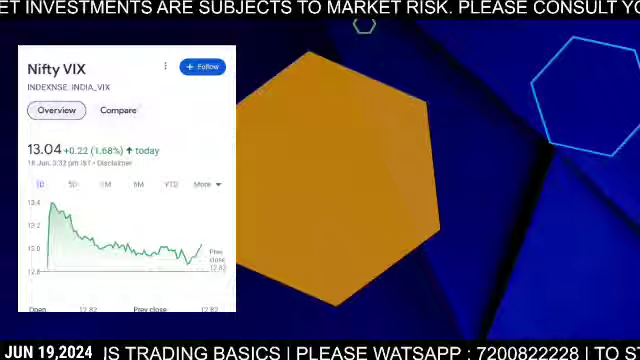 ET INVESTMENTS ARE SUBJECTS TO MARKET RISK. PLEASE CONSULT YO
Nifty VIX
+ Follow
INDEXNSE: INDIA_VIX
Overview
Compare
13.04 +0.22 (1.68%) ↑ today
18 Jun, 3:32 pm IST • Disclaimer
1D 5D 1M 6M YTD More
13.4
13.2
13.0
12.8
Prev close 12.82
Open 12.82 Prev close 12.82
JUN 19,2024 IS TRADING BASICS | PLEASE WATSAPP : 7200822228 | TO ST